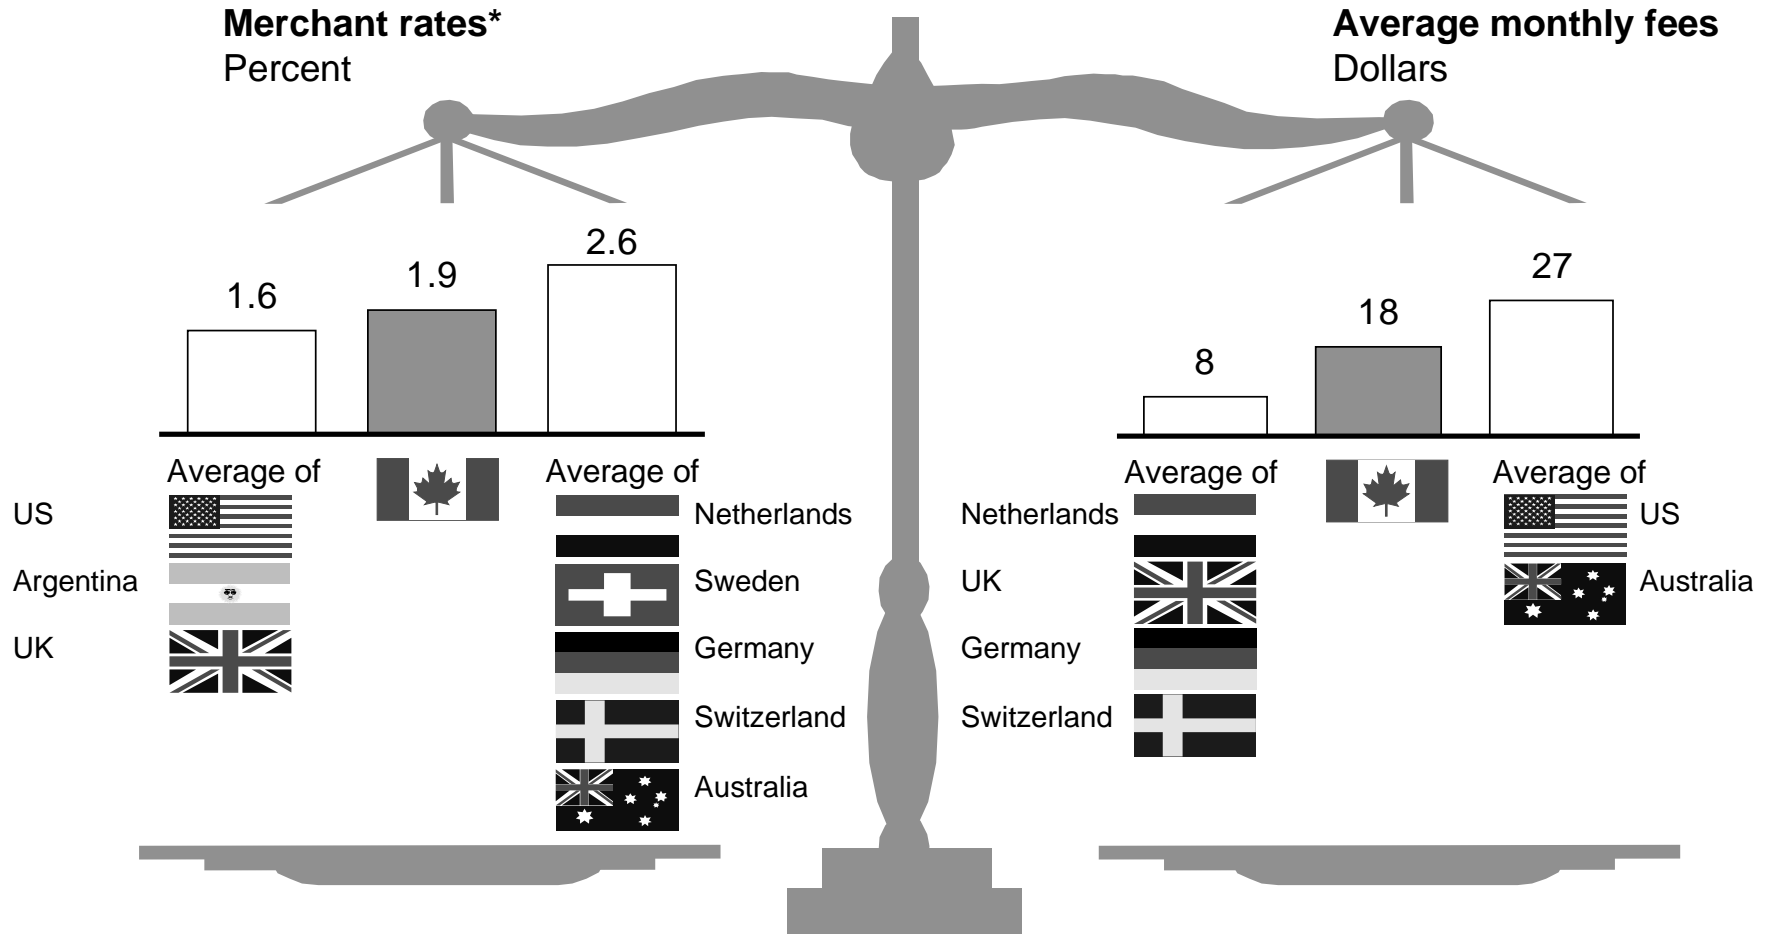 Merchant rates*
Percent
Average monthly fees
Dollars
1.6
1.9
2.6
8
18
27
Average of
Average of
Average of
Average of
US
Argentina
UK
Netherlands
Sweden
Germany
Switzerland
Australia
Netherlands
UK
Germany
Switzerland
US
Australia